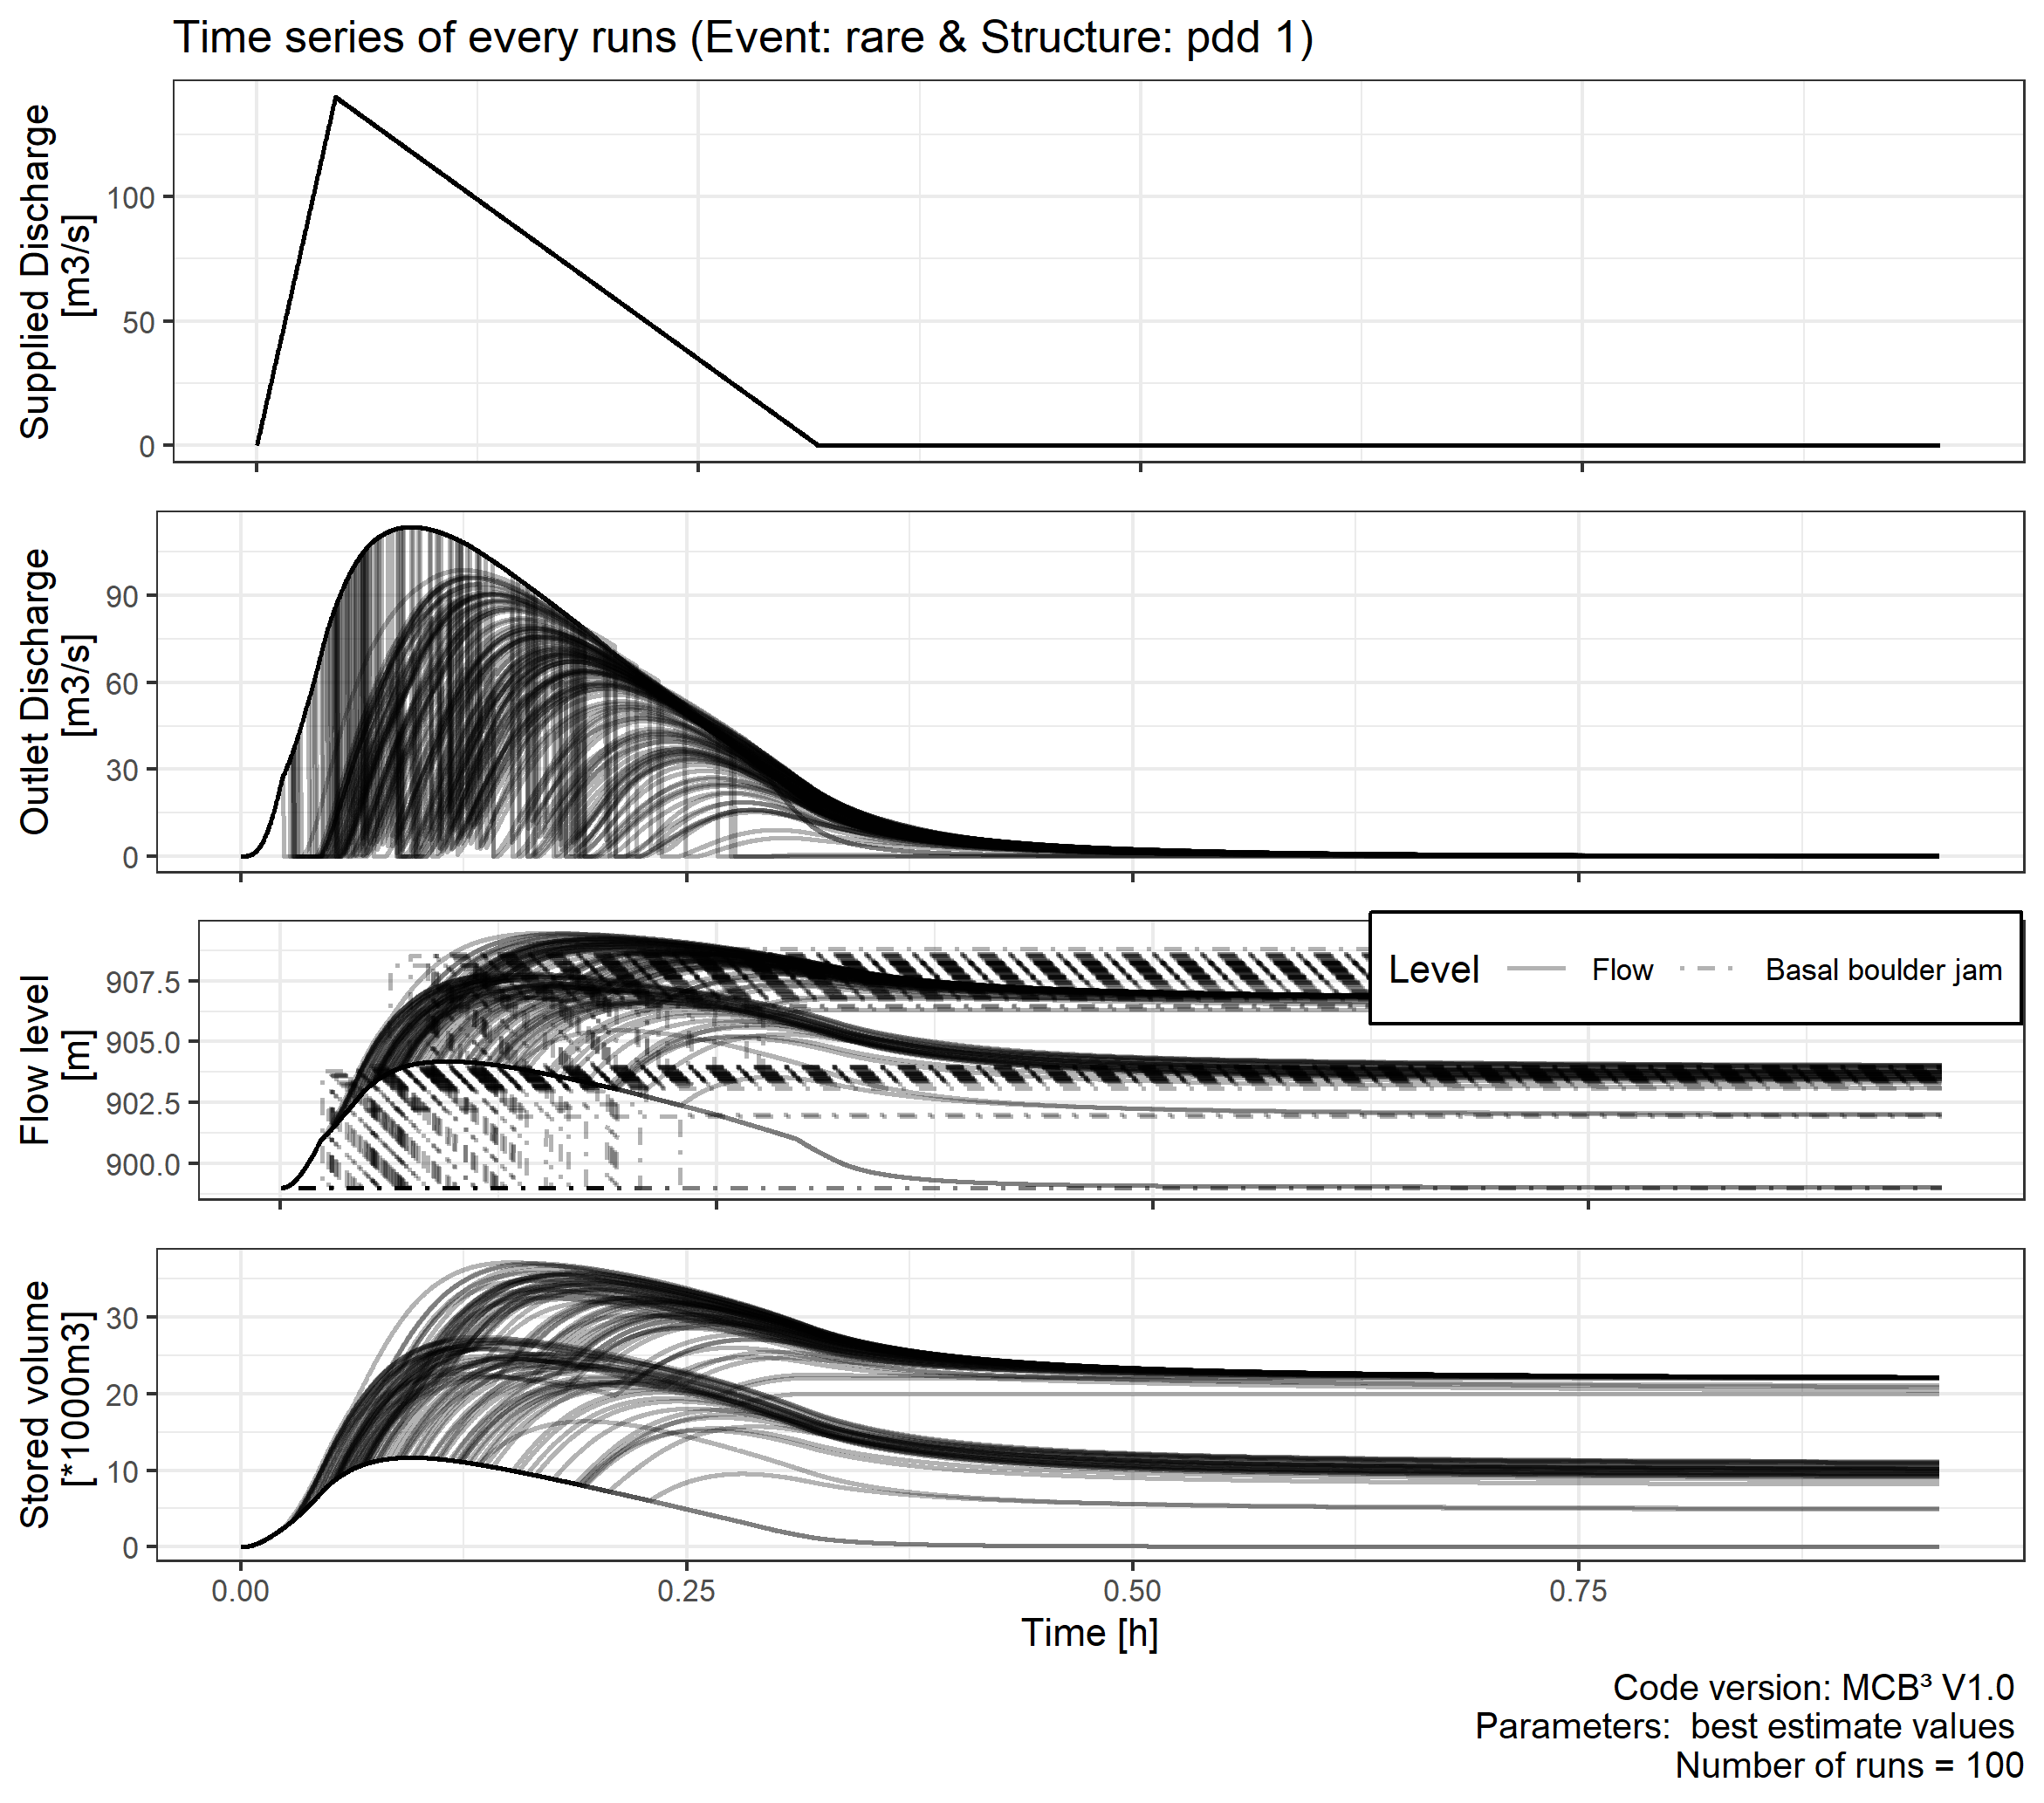 Time series of every runs (Event: rare & Structure: pdd 1)
Supplied Discharge
[m3/s]
100
50
0
Outlet Discharge
[m3/s]
90
60
30
0
Flow level
[m]
907.5
905.0
902.5
900.0
Level
Flow
Basal boulder jam
Stored volume
[*1000m3]
30
20
10
0
0.00
0.25
0.50
0.75
Time [h]
Code version: MCB³ V1.0
Parameters:  best estimate values
Number of runs = 100